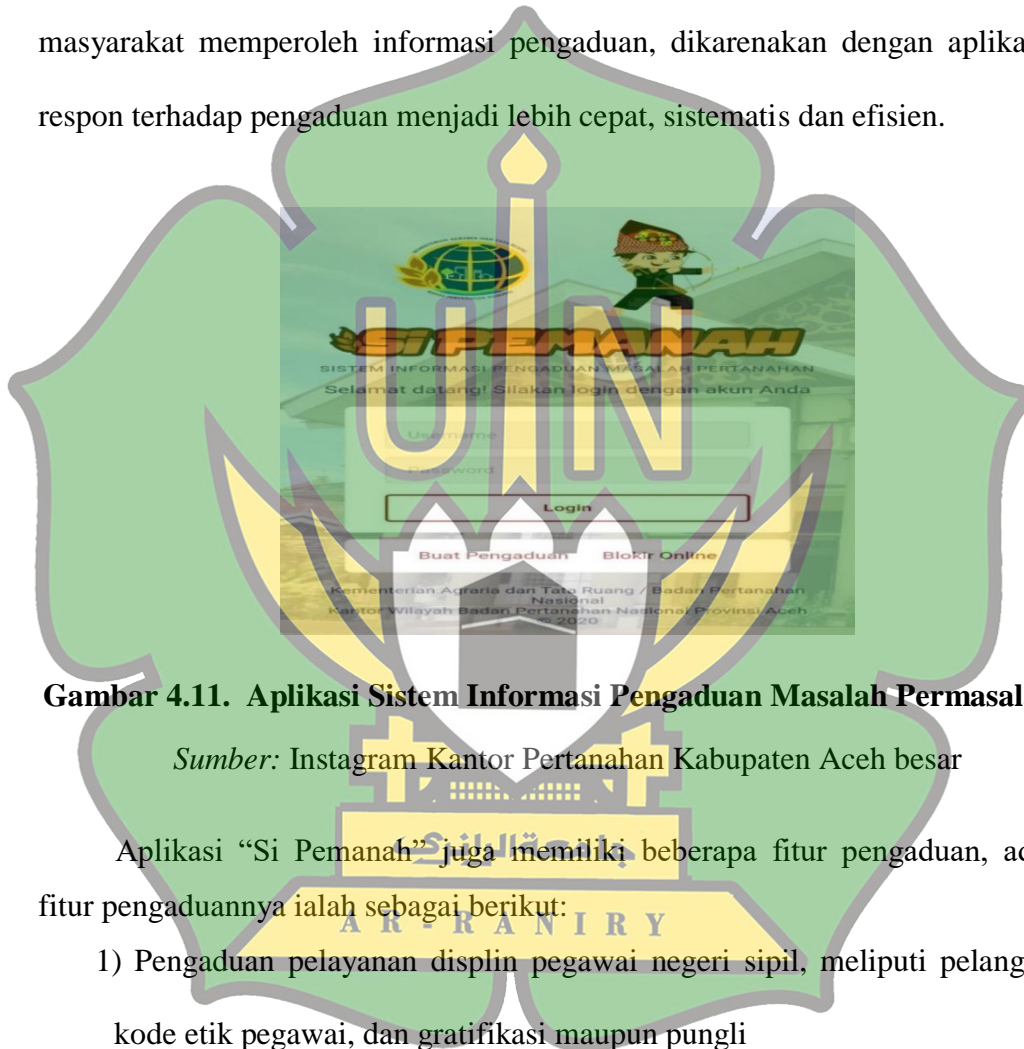 masyarakat memperoleh informasi pengaduan, dikarenakan dengan aplika
respon terhadap pengaduan menjadi lebih cepat, sistematis dan efisien.
SI PEMANAH
SISTEM INFORMASI PENGADUAN MASALAH PERTANAHAN
Selamat datang! Silakan login dengan akun Anda
Username
Password
Login
Buat Pengaduan Blokir Online
Kementerian Agraria dan Tata Ruang / Badan Pertanahan
Nasional
Kantor Wilayah Badan Pertanahan Nasional Provinsi Aceh
© 2020
UIN
Gambar 4.11. Aplikasi Sistem Informasi Pengaduan Masalah Permasal
Sumber: Instagram Kantor Pertanahan Kabupaten Aceh besar
جامعة الرانري
Aplikasi “Si Pemanah” juga memiliki beberapa fitur pengaduan, ad
fitur pengaduannya ialah sebagai berikut:
AR-RANIRY
1) Pengaduan pelayanan displin pegawai negeri sipil, meliputi pelang
kode etik pegawai, dan gratifikasi maupun pungli